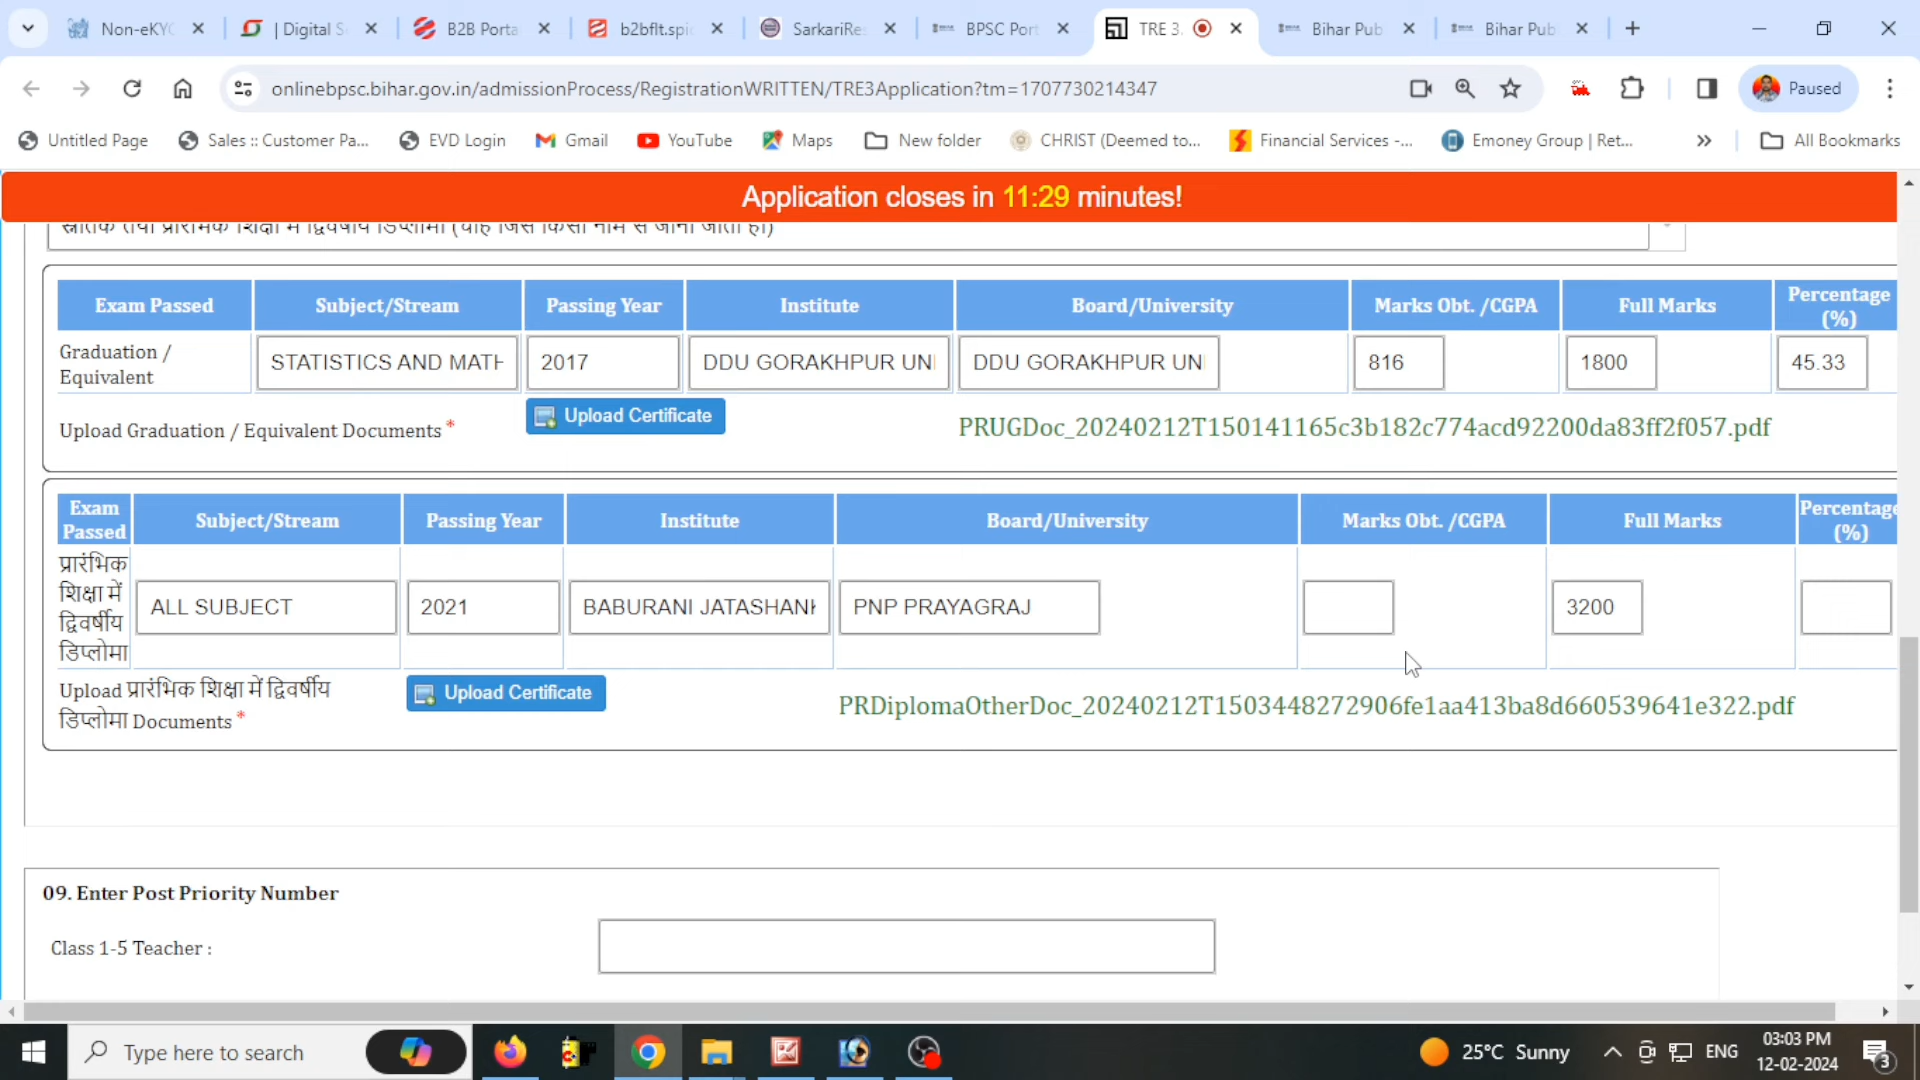 Non-eKYC
| Digital S
B2B Porta
b2bflt.spic
SarkariRe
BPSC Port
TRE 3.
Bihar Pub
Bihar Pub
onlinebpsc.bihar.gov.in/admissionProcess/RegistrationWRITTEN/TRE3Application?tm=1707730214347
Paused
Untitled Page
Sales :: Customer Pa...
EVD Login
Gmail
YouTube
Maps
New folder
CHRIST (Deemed to...
Financial Services -...
Emoney Group | Ret...
»
All Bookmarks
Application closes in 11:29 minutes!
स्नातक तथा प्रारंभिक शिक्षा में द्विवर्षीय डिप्लोमा (चाहे जिस किसी नाम से जाना जाता हो)
Exam Passed Subject/Stream Passing Year Institute Board/University Marks Obt. /CGPA Full Marks Percentage (%)
Graduation / Equivalent STATISTICS AND MATH 2017 DDU GORAKHPUR UNI DDU GORAKHPUR UNI 816 1800 45.33
Upload Graduation / Equivalent Documents * Upload Certificate PRUGDoc_20240212T150141165c3b182c774acd92200da83ff2f057.pdf
Exam Passed Subject/Stream Passing Year Institute Board/University Marks Obt. /CGPA Full Marks Percentage (%)
प्रारंभिक
शिक्षा में
द्विवर्षीय
डिप्लोमा
ALL SUBJECT 2021 BABURANI JATASHANK PNP PRAYAGRAJ 3200
Upload प्रारंभिक शिक्षा में द्विवर्षीय
डिप्लोमा Documents *
Upload Certificate PRDiplomaOtherDoc_20240212T1503448272906fe1aa413ba8d660539641e322.pdf
09. Enter Post Priority Number
Class 1-5 Teacher :
Type here to search
25°C Sunny
ENG
03:03 PM
12-02-2024
3